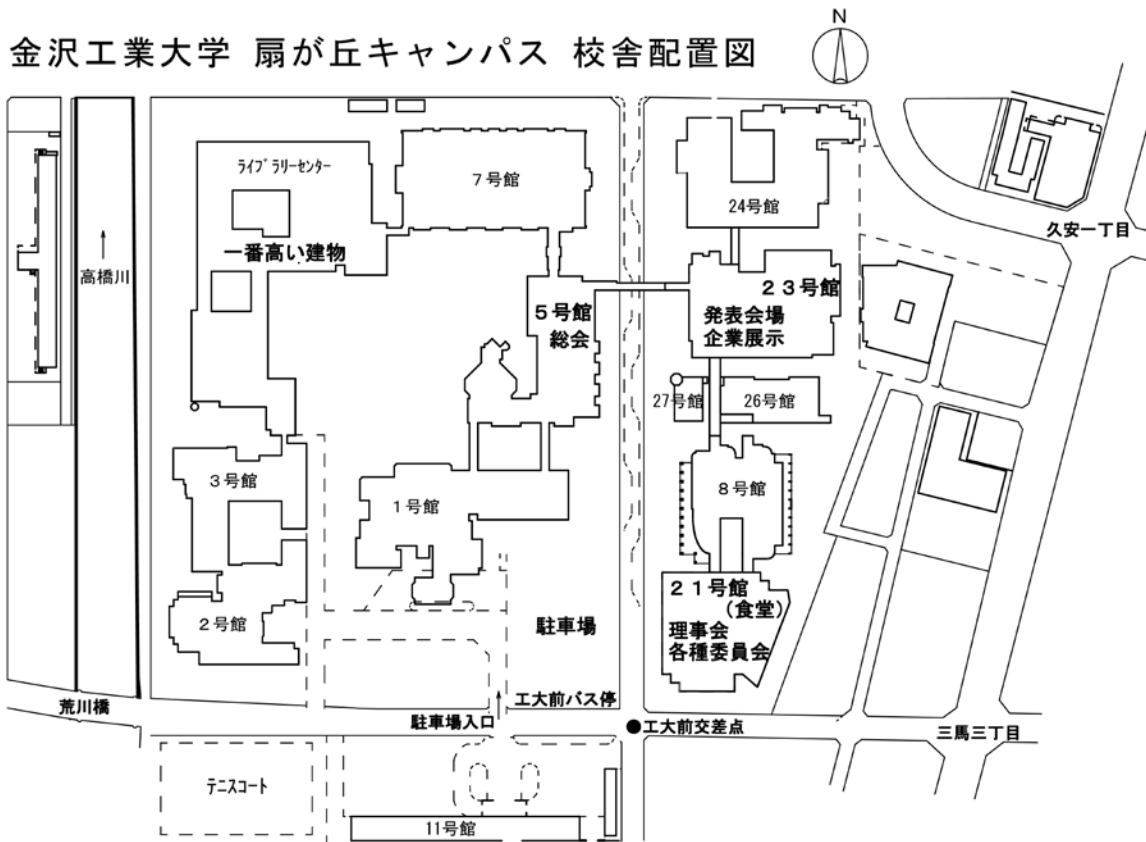 N
金沢工業大学 扇が丘キャンパス 校舎配置図
ライブラリーセンター
7号館
24号館
久安一丁目
一番高い建物
高橋川
5号館
総会
23号館
発表会場
企業展示
27号館
26号館
3号館
1号館
8号館
2号館
21号館
(食堂)
理事会
各種委員会
駐車場
荒川橋
工大前バス停
駐車場入口
●工大前交差点
三馬三丁目
テニスコート
11号館